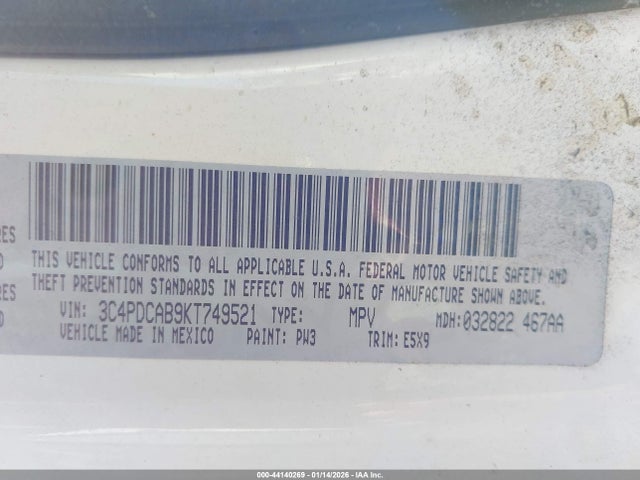 RES
THIS VEHICLE CONFORMS TO ALL APPLICABLE U.S.A. FEDERAL MOTOR VEHICLE SAFETY AND
THEFT PREVENTION STANDARDS IN EFFECT ON THE DATE OF MANUFACTURE SHOWN ABOVE.
RES
VIN: 3C4PDCAB9KT749521 TYPE: MPV MDH:032822 467AA
VEHICLE MADE IN MEXICO PAINT: PW3 TRIM: E5X9
000-44140269 - 01/14/2026 - IAA Inc.